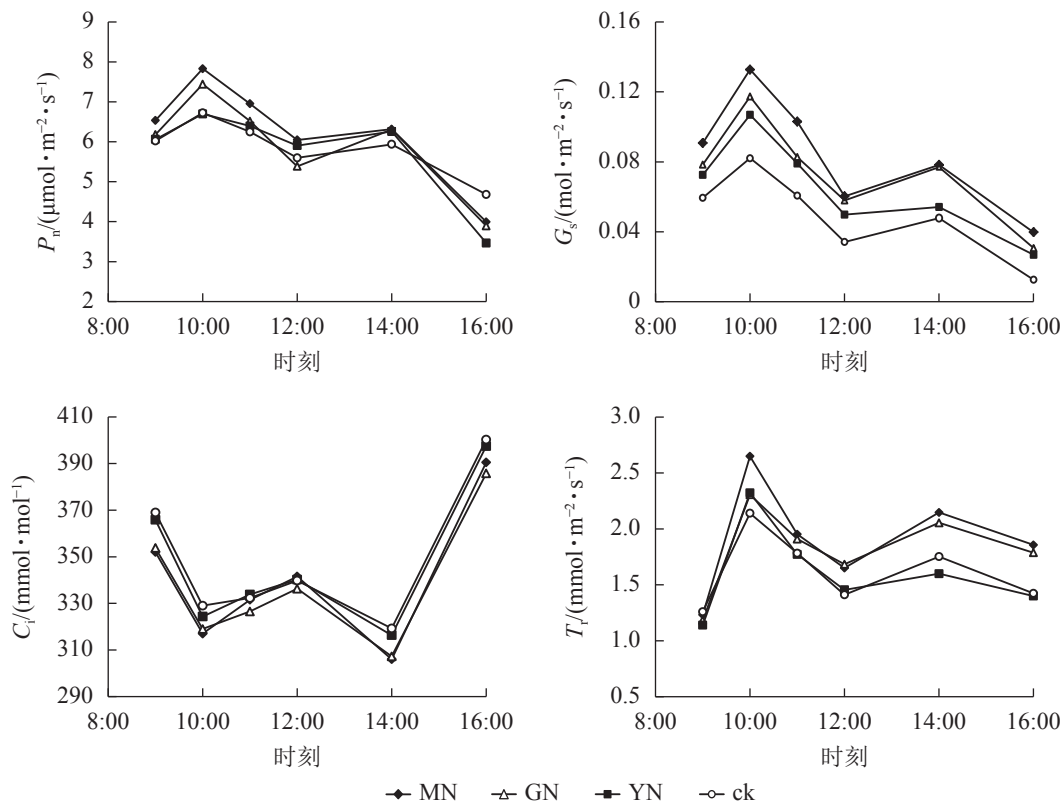 9
8
7
6
5
4
3
2
Pn/(μmol·m⁻²·s⁻¹)
8:00 10:00 12:00 14:00 16:00
时刻
0.16
0.12
0.08
0.04
0
Gs/(mol·m⁻²·s⁻¹)
8:00 10:00 12:00 14:00 16:00
时刻
410
390
370
350
330
310
290
Ci/(mmol·mol⁻¹)
8:00 10:00 12:00 14:00 16:00
时刻
3.0
2.5
2.0
1.5
1.0
0.5
Tr/(mmol·m⁻²·s⁻¹)
8:00 10:00 12:00 14:00 16:00
时刻
MN GN YN ck